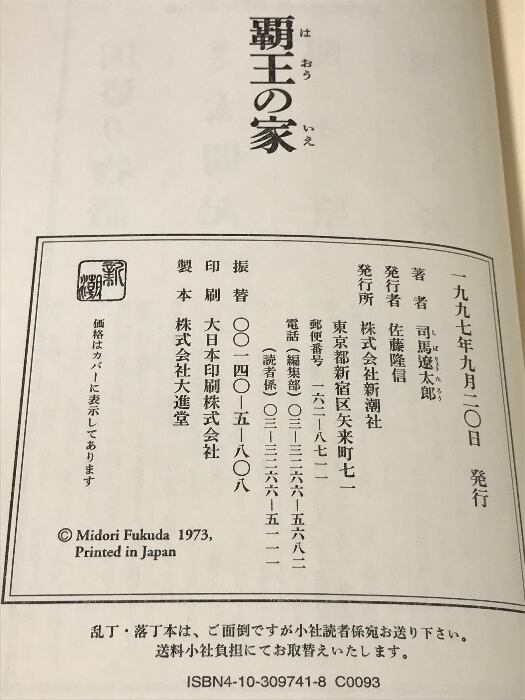 覇王の家
はおう いえ
一九九七年九月二〇日 発行
著者 司馬遼太郎
しばりょうたろう
発行者 佐藤隆信
発行所 株式会社新潮社
東京都新宿区矢来町七一
郵便番号 一六二―八七一一
電話（編集部）〇三―三二六六―五六八二
（読者係）〇三―三二六六―五一一一
振替 〇〇一四〇―五―八〇八
印刷 大日本印刷株式会社
製本 株式会社大進堂
新潮
価格はカバーに表示してあります
© Midori Fukuda 1973,
Printed in Japan
乱丁・落丁本は、ご面倒ですが小社読者係宛お送り下さい。
送料小社負担にてお取替えいたします。
ISBN4-10-309741-8 C0093